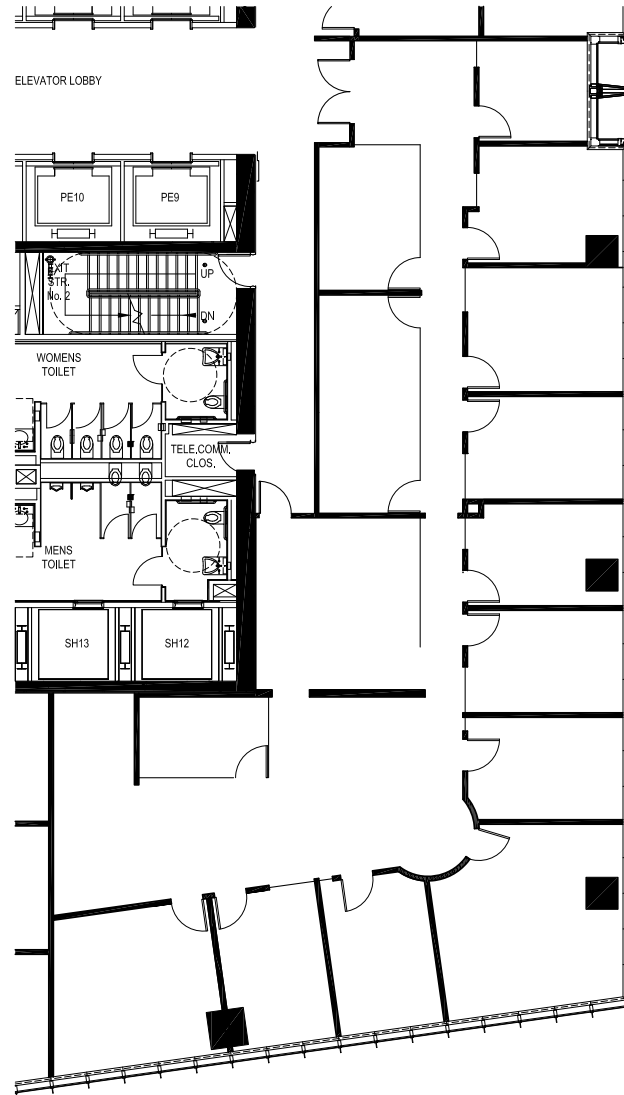 ELEVATOR LOBBY
PE10
PE9
EXIT
STR.
No. 2
UP
DN
WOMENS
TOILET
TELE.COMM.
CLOS.
MENS
TOILET
SH13
SH12